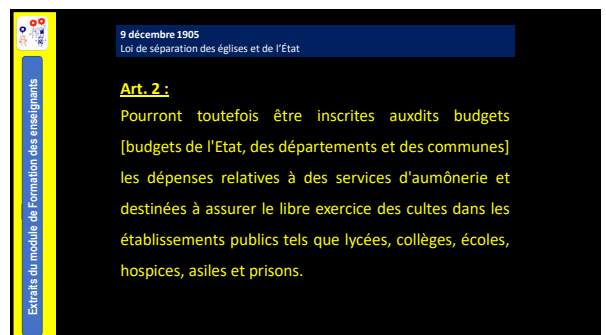 9 décembre 1905
Loi de séparation des églises et de l'État
Art. 2 :
Pourront toutefois être inscrites auxdits budgets
[budgets de l'Etat, des départements et des communes]
les dépenses relatives à des services d'aumônerie et
destinées à assurer le libre exercice des cultes dans les
établissements publics tels que lycées, collèges, écoles,
hospices, asiles et prisons.
Extraits du module de Formation des enseignants